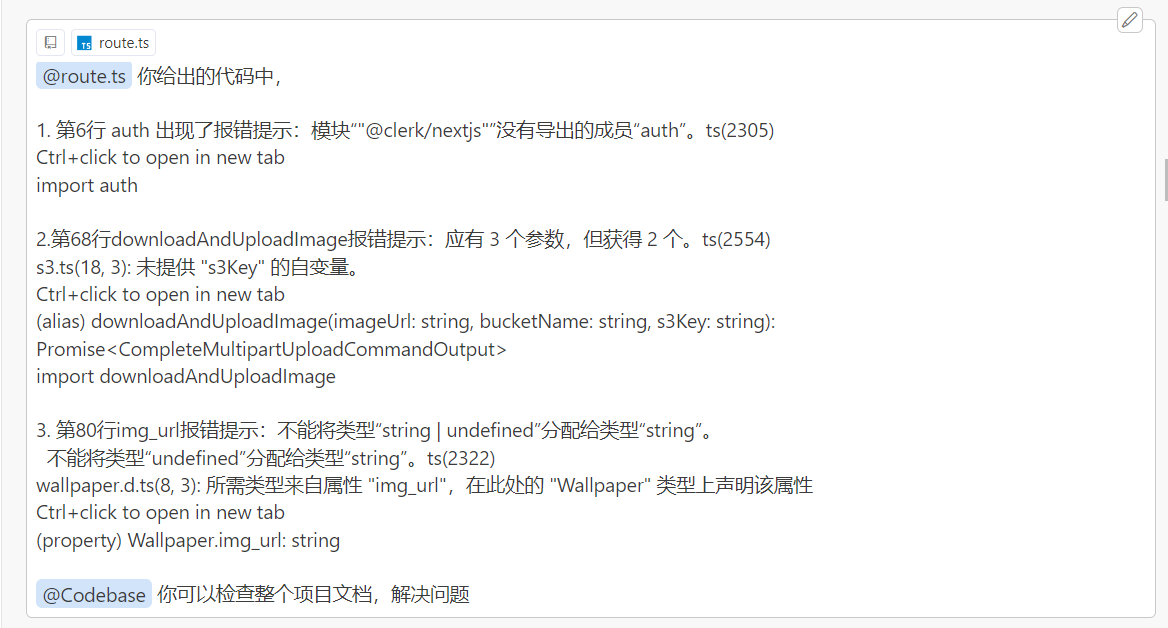 TS route.ts
@route.ts 你给出的代码中，
1. 第6行 auth 出现了报错提示：模块“"@clerk/nextjs"”没有导出的成员“auth”。ts(2305)
Ctrl+click to open in new tab
import auth
2.第68行downloadAndUploadImage报错提示：应有 3 个参数，但获得 2 个。ts(2554)
s3.ts(18, 3): 未提供 "s3Key" 的自变量。
Ctrl+click to open in new tab
(alias) downloadAndUploadImage(imageUrl: string, bucketName: string, s3Key: string):
Promise<CompleteMultipartUploadCommandOutput>
import downloadAndUploadImage
3. 第80行img_url报错提示：不能将类型“string | undefined”分配给类型“string”。
不能将类型“undefined”分配给类型“string”。ts(2322)
wallpaper.d.ts(8, 3): 所需类型来自属性 "img_url"，在此处的 "Wallpaper" 类型上声明该属性
Ctrl+click to open in new tab
(property) Wallpaper.img_url: string
@Codebase 你可以检查整个项目文档，解决问题